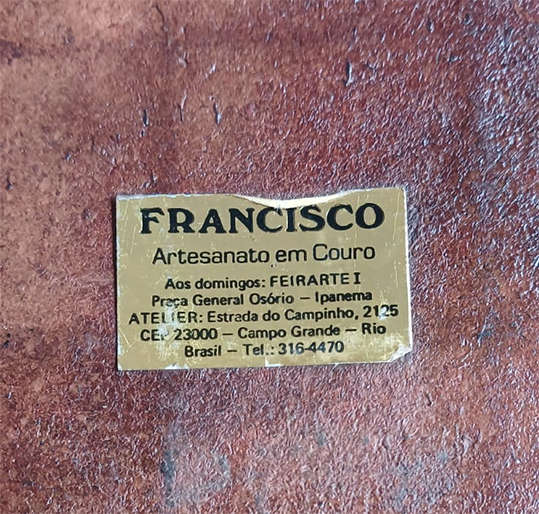 FRANCISCO
Artesanato em Couro
Aos domingos: FEIRARTE I
Praça General Osório — Ipanema
ATELIER: Estrada do Campinho, 2125
CEP 23000 — Campo Grande — Rio
Brasil — Tel.: 316-4470